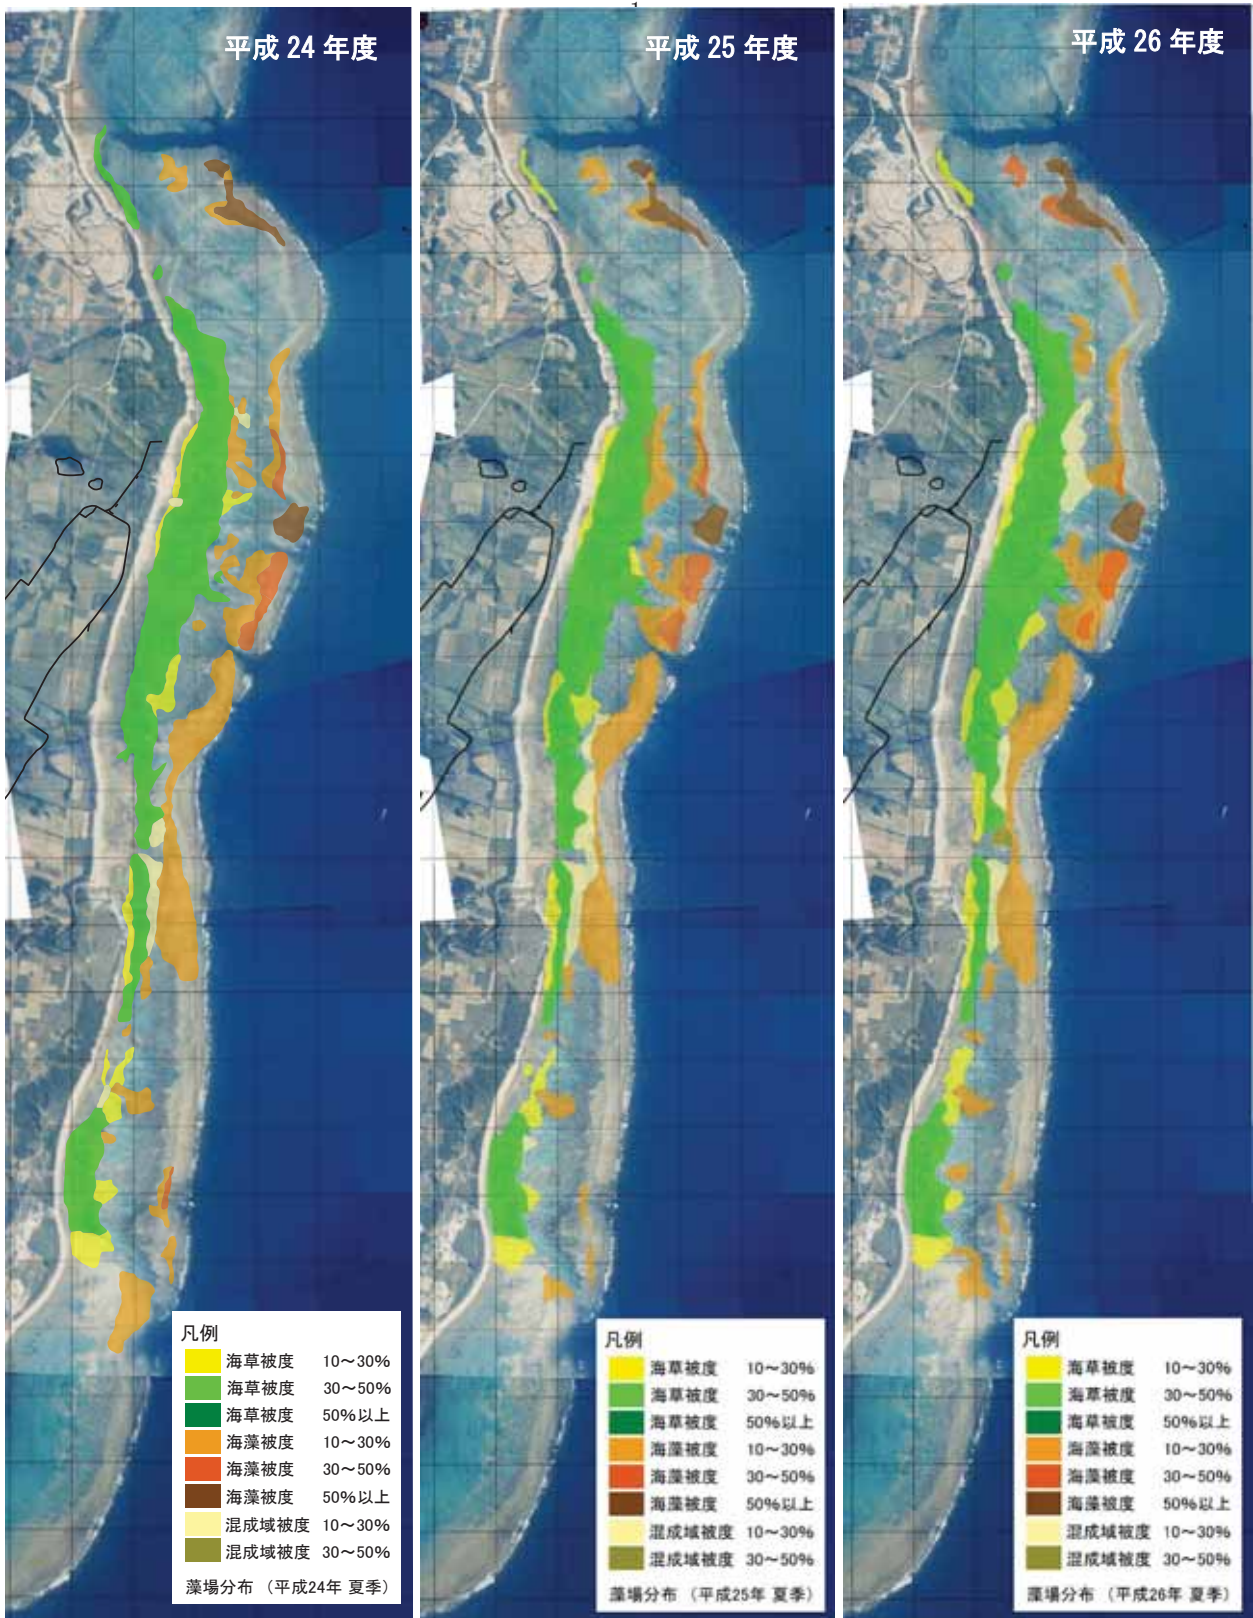 平成 24 年度
凡例
海草被度 10～30%
海草被度 30～50%
海草被度 50%以上
海藻被度 10～30%
海藻被度 30～50%
海藻被度 50%以上
混成域被度 10～30%
混成域被度 30～50%
藻場分布 （平成24年 夏季）
平成 25 年度
凡例
海草被度 10～30%
海草被度 30～50%
海草被度 50%以上
海藻被度 10～30%
海藻被度 30～50%
海藻被度 50%以上
混成域被度 10～30%
混成域被度 30～50%
藻場分布 （平成25年 夏季）
平成 26 年度
凡例
海草被度 10～30%
海草被度 30～50%
海草被度 50%以上
海藻被度 10～30%
海藻被度 30～50%
海藻被度 50%以上
混成域被度 10～30%
混成域被度 30～50%
藻場分布 （平成26年 夏季）